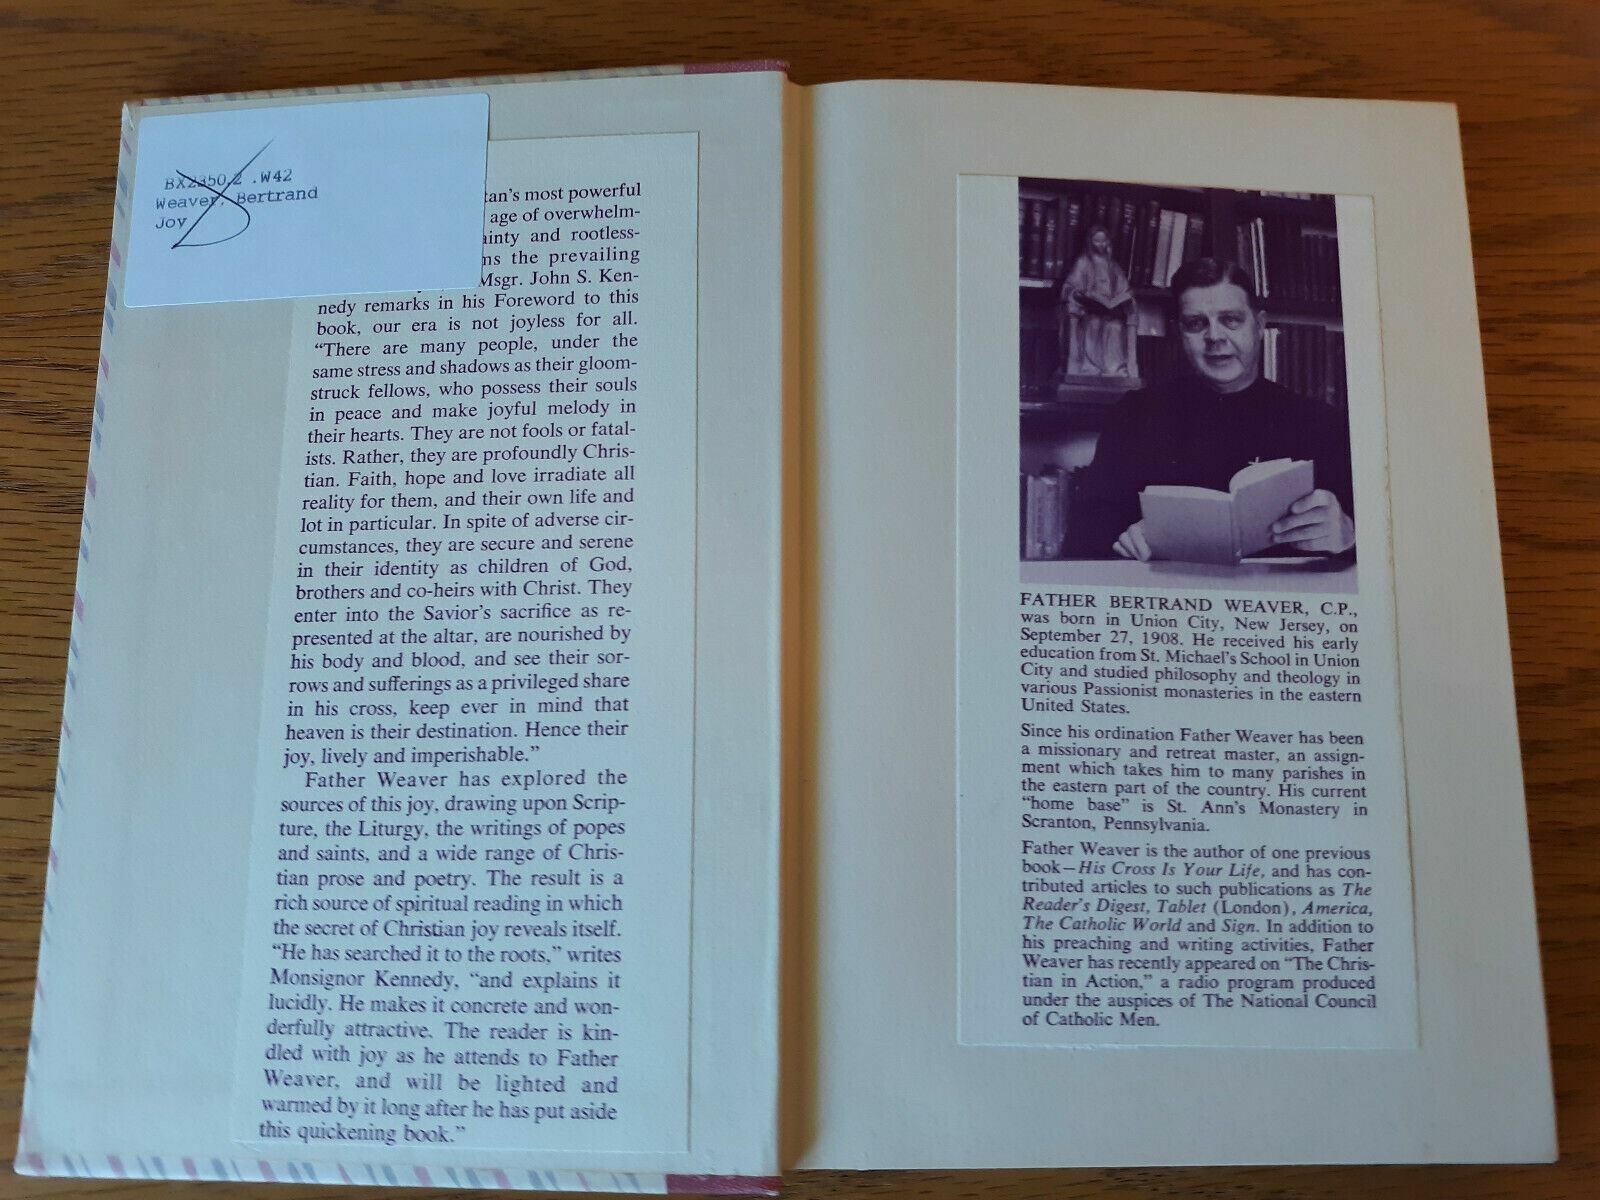 BX2350.2 .W42
Weaver, Bertrand
Joy
tan's most powerful
age of overwhelm-
ainty and rootless-
ns the prevailing
Msgr. John S. Ken-
nedy remarks in his Foreword to this
book, our era is not joyless for all.
“There are many people, under the
same stress and shadows as their gloom-
struck fellows, who possess their souls
in peace and make joyful melody in
their hearts. They are not fools or fatal-
ists. Rather, they are profoundly Chris-
tian. Faith, hope and love irradiate all
reality for them, and their own life and
lot in particular. In spite of adverse cir-
cumstances, they are secure and serene
in their identity as children of God,
brothers and co-heirs with Christ. They
enter into the Savior's sacrifice as re-
presented at the altar, are nourished by
his body and blood, and see their sor-
rows and sufferings as a privileged share
in his cross, keep ever in mind that
heaven is their destination. Hence their
joy, lively and imperishable.”
Father Weaver has explored the
sources of this joy, drawing upon Scrip-
ture, the Liturgy, the writings of popes
and saints, and a wide range of Chris-
tian prose and poetry. The result is a
rich source of spiritual reading in which
the secret of Christian joy reveals itself.
“He has searched it to the roots,” writes
Monsignor Kennedy, “and explains it
lucidly. He makes it concrete and won-
derfully attractive. The reader is kin-
dled with joy as he attends to Father
Weaver, and will be lighted and
warmed by it long after he has put aside
this quickening book.”
FATHER BERTRAND WEAVER, C.P.,
was born in Union City, New Jersey, on
September 27, 1908. He received his early
education from St. Michael's School in Union
City and studied philosophy and theology in
various Passionist monasteries in the eastern
United States.
Since his ordination Father Weaver has been
a missionary and retreat master, an assign-
ment which takes him to many parishes in
the eastern part of the country. His current
“home base” is St. Ann's Monastery in
Scranton, Pennsylvania.
Father Weaver is the author of one previous
book—His Cross Is Your Life, and has con-
tributed articles to such publications as The
Reader's Digest, Tablet (London), America,
The Catholic World and Sign. In addition to
his preaching and writing activities, Father
Weaver has recently appeared on “The Chris-
tian in Action,” a radio program produced
under the auspices of The National Council
of Catholic Men.